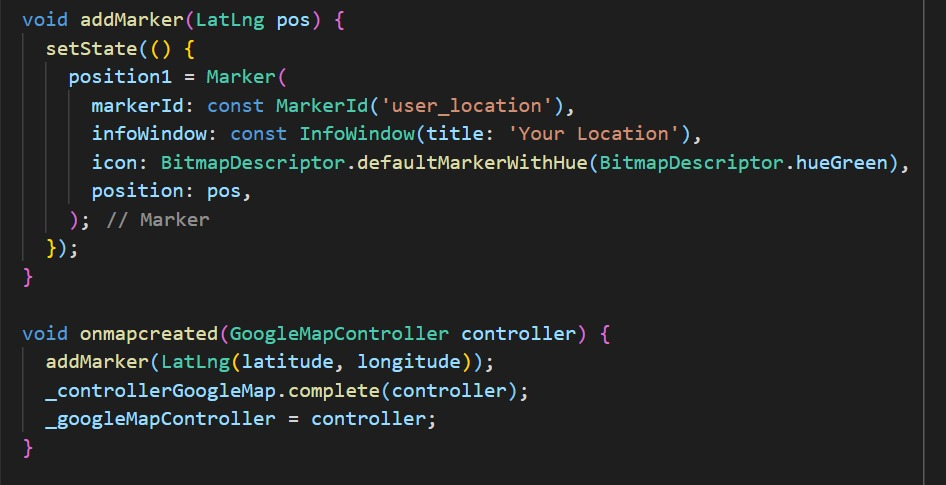 void addMarker(LatLng pos) {
  setState(() {
    position1 = Marker(
      markerId: const MarkerId('user_location'),
      infoWindow: const InfoWindow(title: 'Your Location'),
      icon: BitmapDescriptor.defaultMarkerWithHue(BitmapDescriptor.hueGreen),
      position: pos,
    ); // Marker
  });
}

void onmapcreated(GoogleMapController controller) {
  addMarker(LatLng(latitude, longitude));
  _controllerGoogleMap.complete(controller);
  _googleMapController = controller;
}